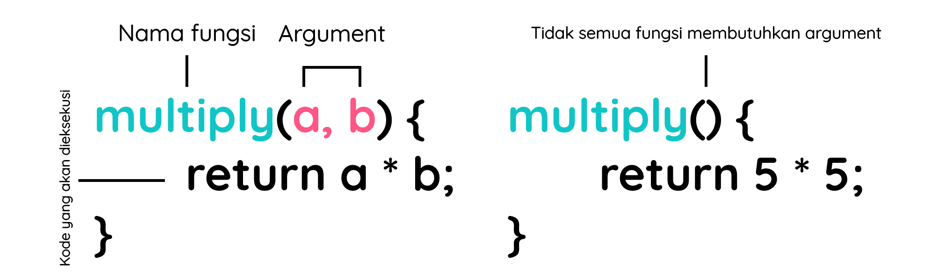 Nama fungsi
Argument
multiply(a, b) {
return a * b;
}
Kode yang akan dieksekusi
Tidak semua fungsi membutuhkan argument
multiply() {
return 5 * 5;
}